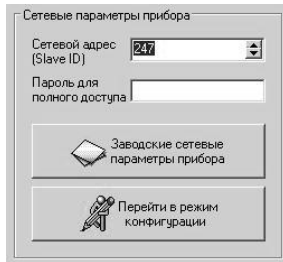 Сетевые параметры прибора
Сетевой адрес
(Slave ID)
247
Пароль для
полного доступа
Заводские сетевые
параметры прибора
Перейти в режим
конфигурации